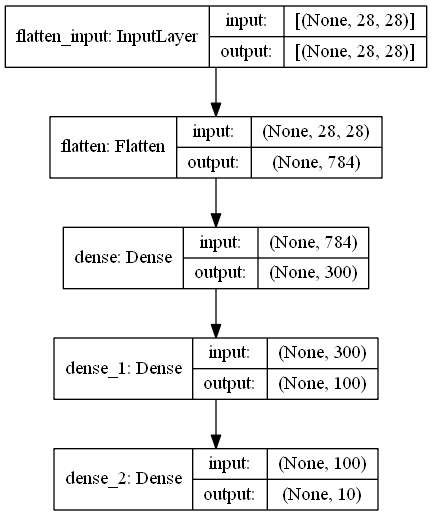 flatten_input: InputLayer input: [(None, 28, 28)]
output: [(None, 28, 28)]
flatten: Flatten input: (None, 28, 28)
output: (None, 784)
dense: Dense input: (None, 784)
output: (None, 300)
dense_1: Dense input: (None, 300)
output: (None, 100)
dense_2: Dense input: (None, 100)
output: (None, 10)